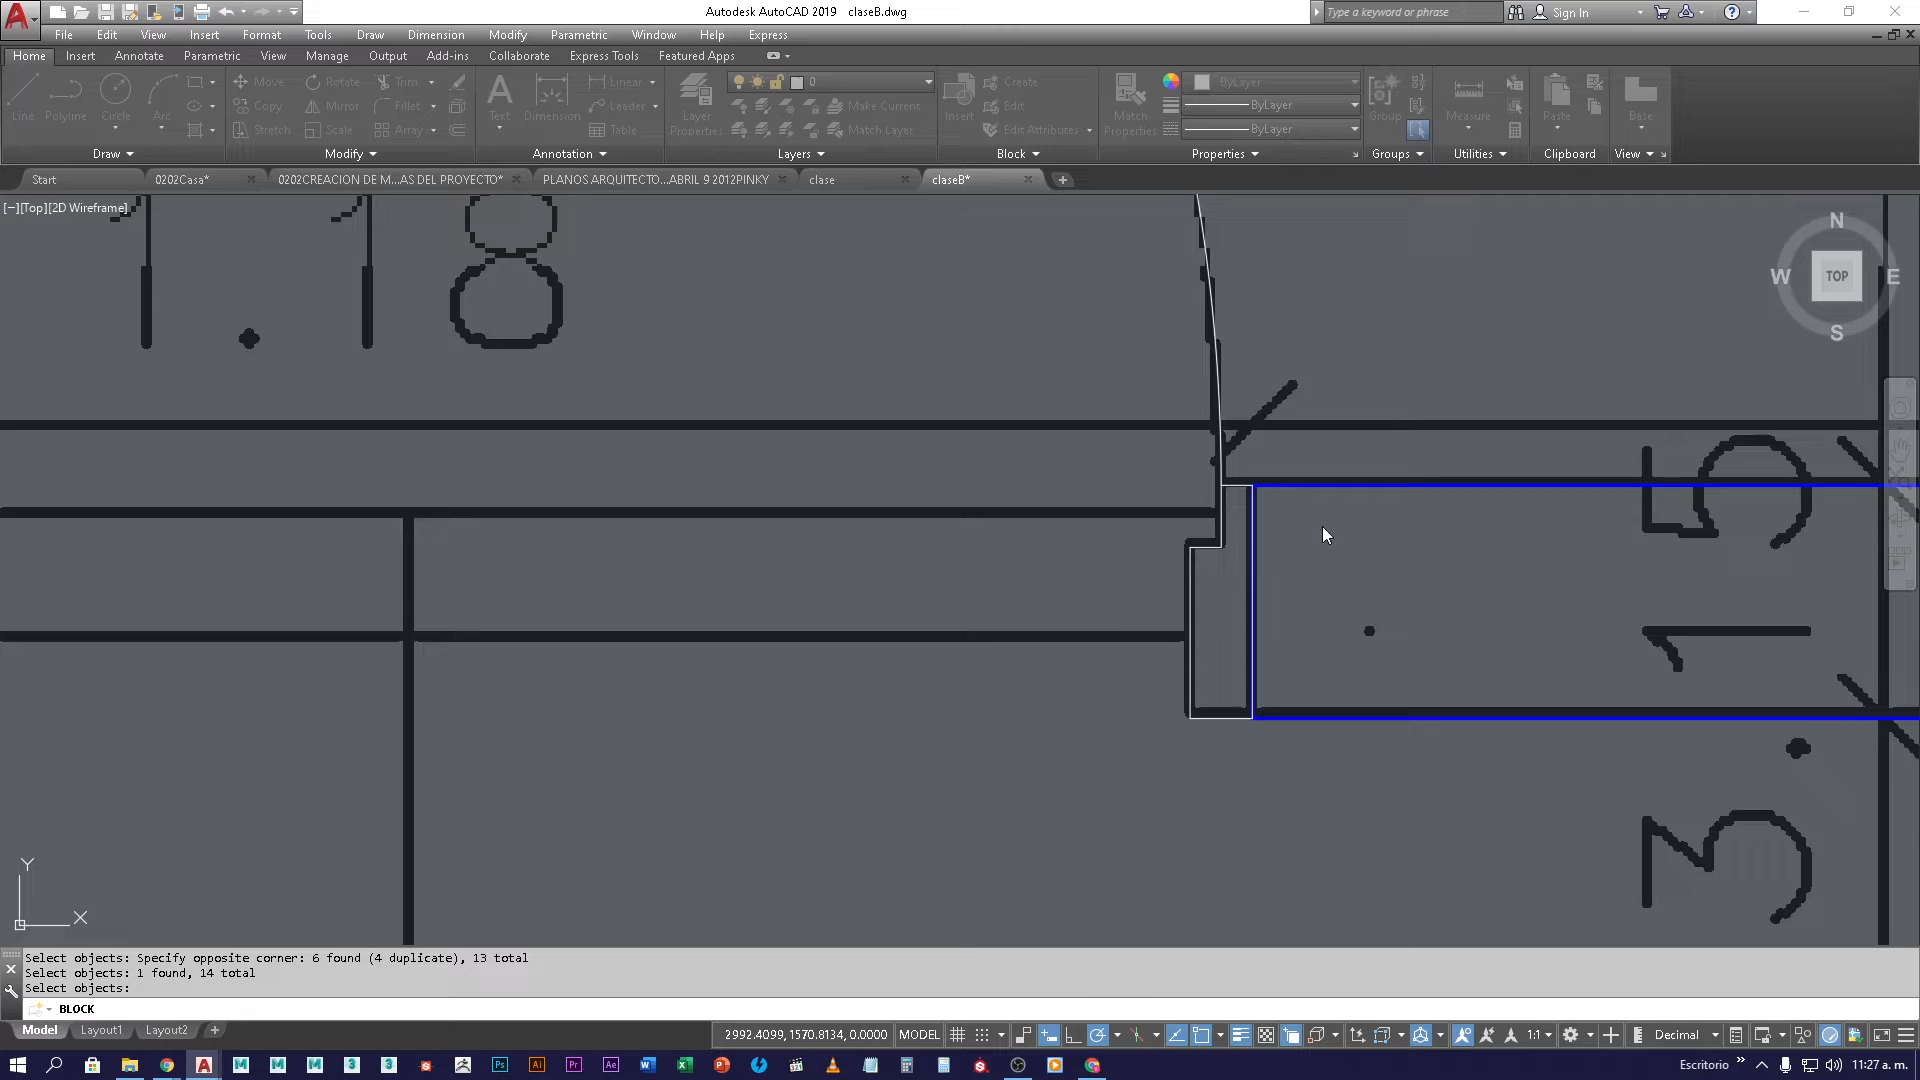 Autodesk AutoCAD 2019 claseB.dwg
Type a keyword or phrase
Sign In
File Edit View Insert Format Tools Draw Dimension Modify Parametric Window Help Express
Home Insert Annotate Parametric View Manage Output Add-ins Collaborate Express Tools Featured Apps
Line Polyline Circle Arc
Move Rotate Trim
Copy Mirror Fillet
Stretch Scale Array
Text Dimension
Linear
Leader
Table
Layer Properties
0
Make Current
Match Layer
Insert
Create
Edit
Edit Attributes
Match Properties
ByLayer
ByLayer
ByLayer
Group
Measure
Paste
Base
Draw Modify Annotation Layers Block Properties Groups Utilities Clipboard View
Start 0202Casa* 0202CREACION DE M...AS DEL PROYECTO* PLANOS ARQUITECTO...ABRIL 9 2012PINKY clase claseB*
[−][Top][2D Wireframe]
N
W TOP E
S
1.18
3.15
Y
X
Select objects: Specify opposite corner: 6 found (4 duplicate), 13 total
Select objects: 1 found, 14 total
Select objects:
BLOCK
Model Layout1 Layout2
2992.4099, 1570.8134, 0.0000 MODEL 1:1 Decimal
Escritorio 11:27 a. m.